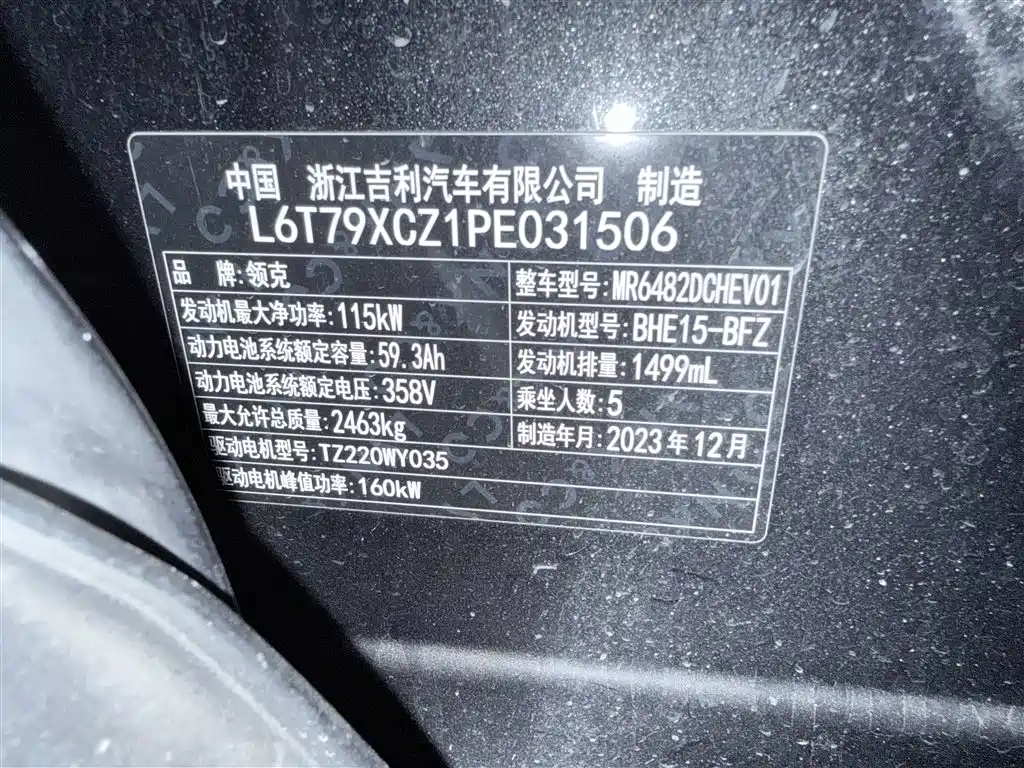 中国 浙江吉利汽车有限公司 制造
L6T79XCZ1PE031506
品 牌:领克 整车型号:MR6482DCHEV01
发动机最大净功率:115kW 发动机型号:BHE15-BFZ
动力电池系统额定容量:59.3Ah 发动机排量:1499mL
动力电池系统额定电压:358V 乘坐人数:5
最大允许总质量:2463kg 制造年月:2023年12月
驱动电机型号:TZ220WY035
驱动电机峰值功率:160kW